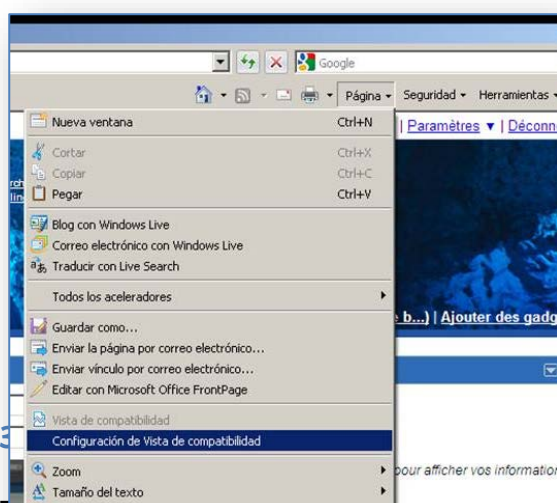 Google
Página Seguridad Herramientas
Nueva ventana Ctrl+N
| Paramètres ▼ | Déconn
Cortar Ctrl+X
Copiar Ctrl+C
Pegar Ctrl+V
Blog con Windows Live
Correo electrónico con Windows Live
Traducir con Live Search
Todos los aceleradores
b...) | Ajouter des gadg
Guardar como...
Enviar la página por correo electrónico...
Enviar vínculo por correo electrónico...
Editar con Microsoft Office FrontPage
Vista de compatibilidad
Configuración de Vista de compatibilidad
Zoom
pour afficher vos information
Tamaño del texto